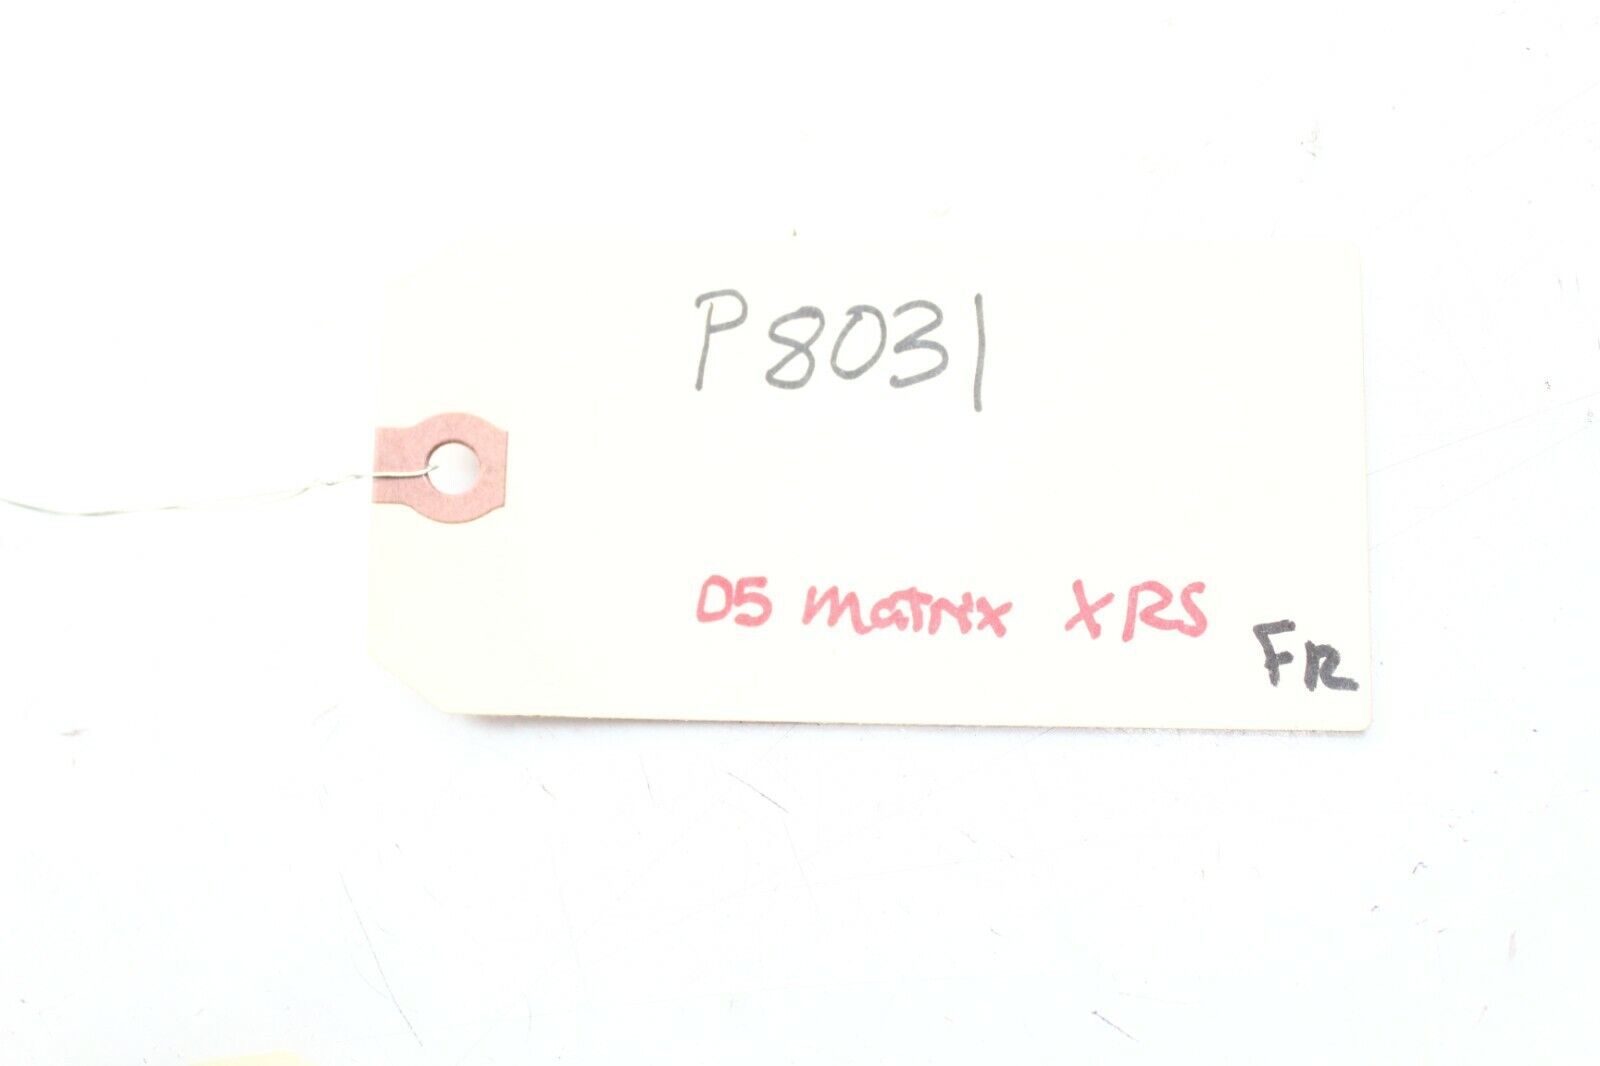 P8031
05 matrix XRS
FR